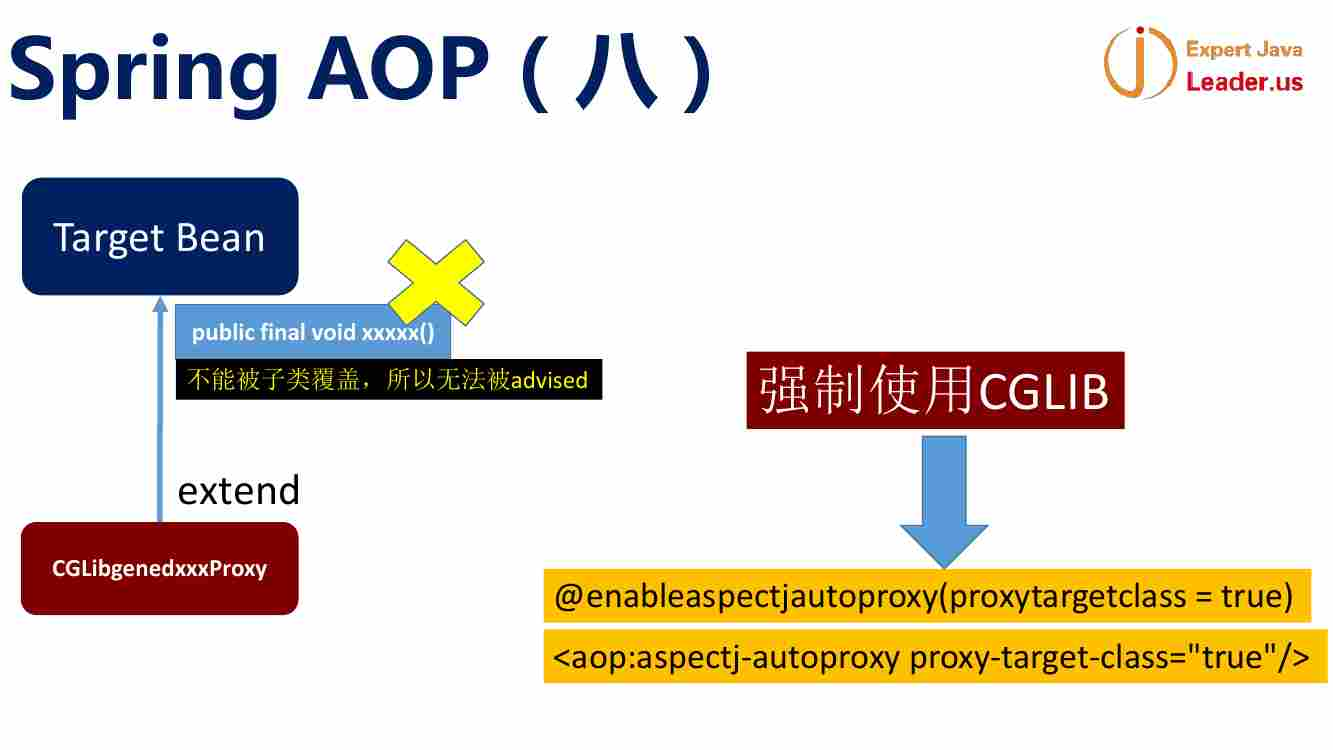 Spring AOP（八）
Expert Java
Leader.us
Target Bean
public final void xxxxx()
不能被子类覆盖，所以无法被advised
extend
CGLibgenedxxxProxy
强制使用CGLIB
@enableaspectjautoproxy(proxytargetclass = true)
<aop:aspectj-autoproxy proxy-target-class="true"/>